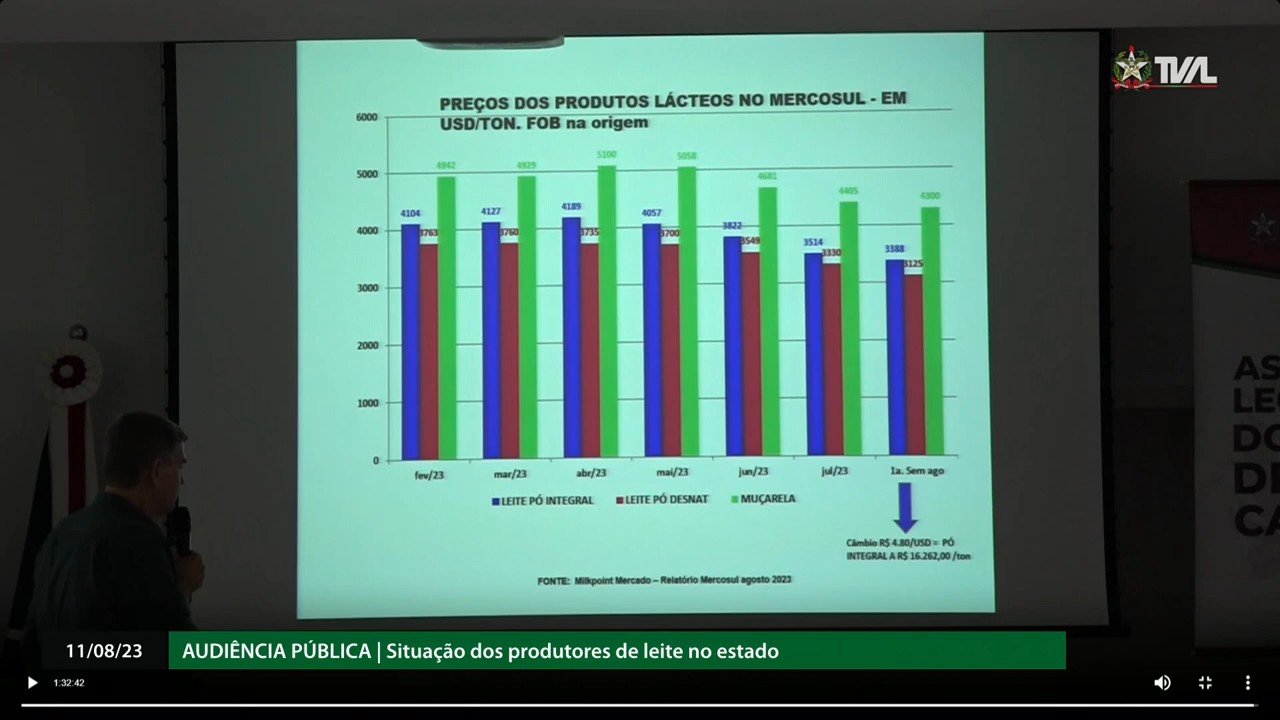 TVAL
PREÇOS DOS PRODUTOS LÁCTEOS NO MERCOSUL - EM
USD/TON. FOB na origem
6000
5000
4000
3000
2000
1000
0
4104
3763
4942
4127
3760
4929
4189
3735
5100
4057
3700
5058
3822
3549
4681
3514
3330
4405
3388
3125
4300
fev/23
mar/23
abr/23
mai/23
jun/23
jul/23
1a. Sem ago
LEITE PÓ INTEGRAL
LEITE PÓ DESNAT
MUÇARELA
Câmbio R$ 4.80/USD = PÓ
INTEGRAL A R$ 16.262,00 /ton
FONTE: Milkpoint Mercado – Relatório Mercosul agosto 2023
AS
LEG
DO
DE
CA
11/08/23
AUDIÊNCIA PÚBLICA | Situação dos produtores de leite no estado
1:32:42